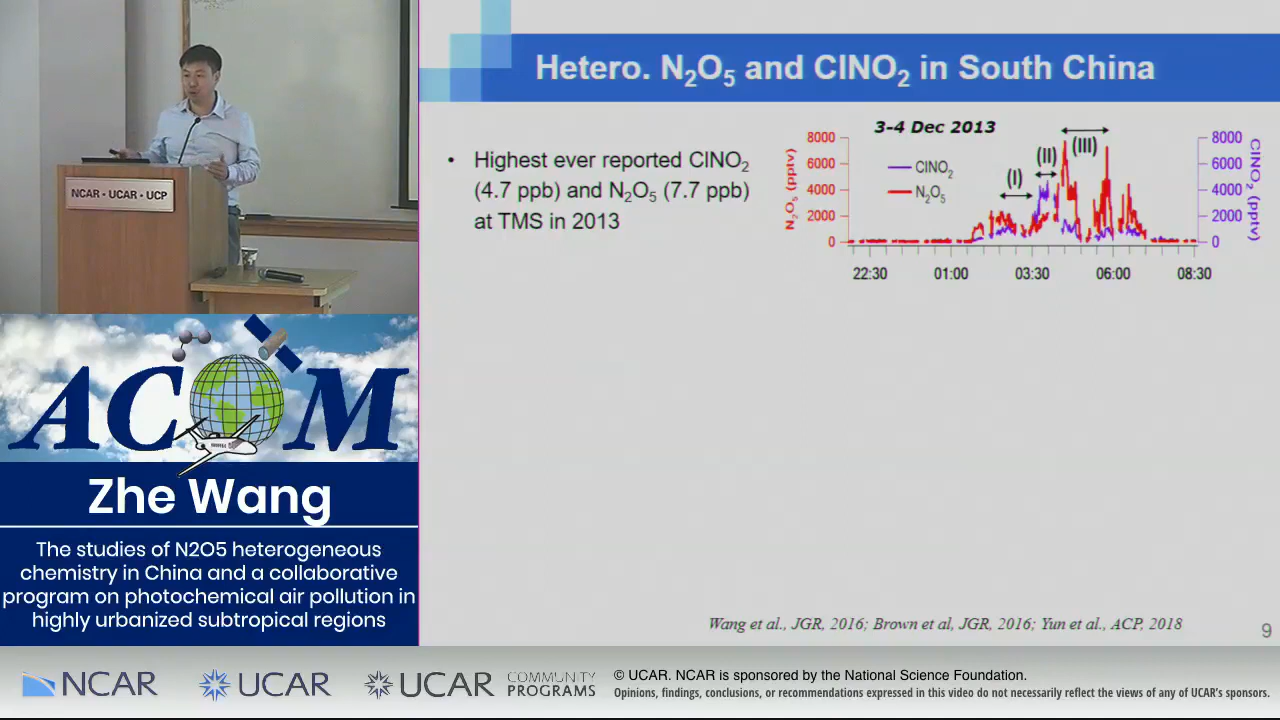 NCAR - UCAR - UCP
ACOM
Zhe Wang
The studies of N2O5 heterogeneous
chemistry in China and a collaborative
program on photochemical air pollution in
highly urbanized subtropical regions
Hetero. N₂O₅ and ClNO₂ in South China
• Highest ever reported ClNO₂
(4.7 ppb) and N₂O₅ (7.7 ppb)
at TMS in 2013
3-4 Dec 2013
N₂O₅ (pptv)
8000
6000
4000
2000
0
ClNO₂
N₂O₅
(I)
(II)
(III)
8000
6000
4000
2000
0
ClNO₂ (pptv)
22:30 01:00 03:30 06:00 08:30
Wang et al., JGR, 2016; Brown et al, JGR, 2016; Yun et al., ACP, 2018
9
NCAR
UCAR
UCAR COMMUNITY PROGRAMS
© UCAR. NCAR is sponsored by the National Science Foundation.
Opinions, findings, conclusions, or recommendations expressed in this video do not necessarily reflect the views of any of UCAR's sponsors.